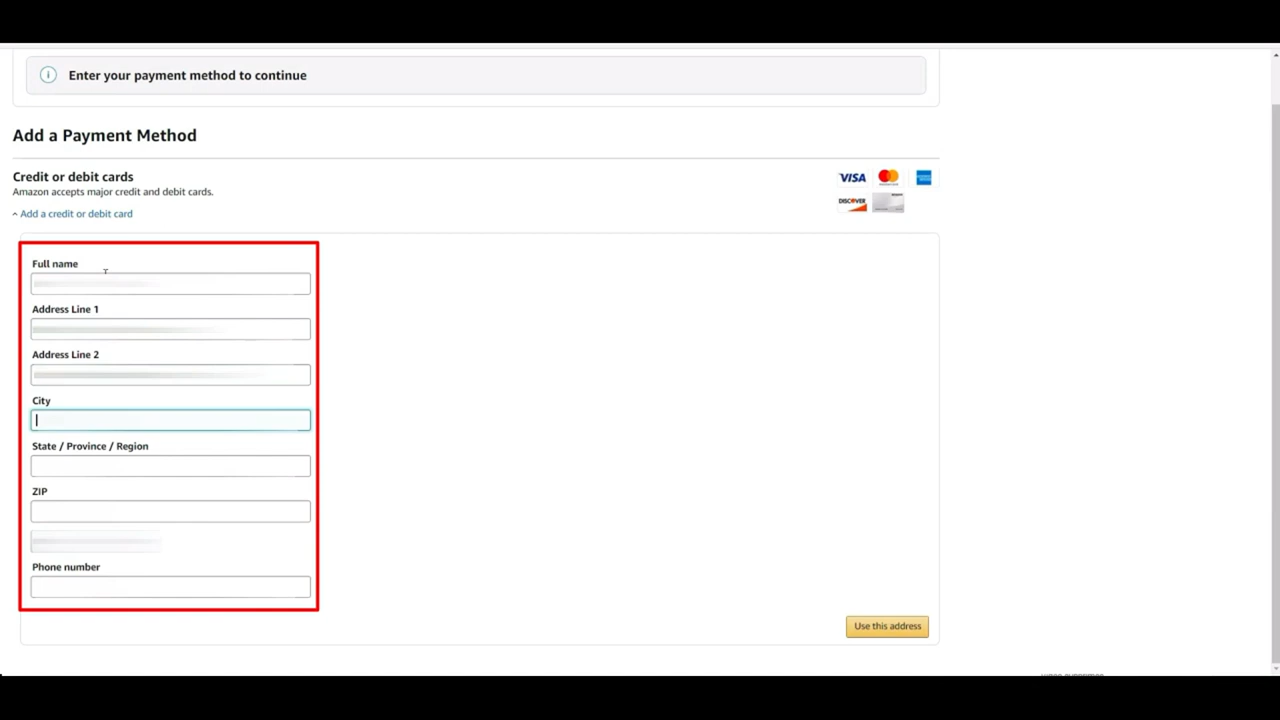 Enter your payment method to continue
Add a Payment Method
Credit or debit cards
Amazon accepts major credit and debit cards.
Add a credit or debit card
VISA
DISCOVER
Full name
Address Line 1
Address Line 2
City
State / Province / Region
ZIP
Phone number
Use this address